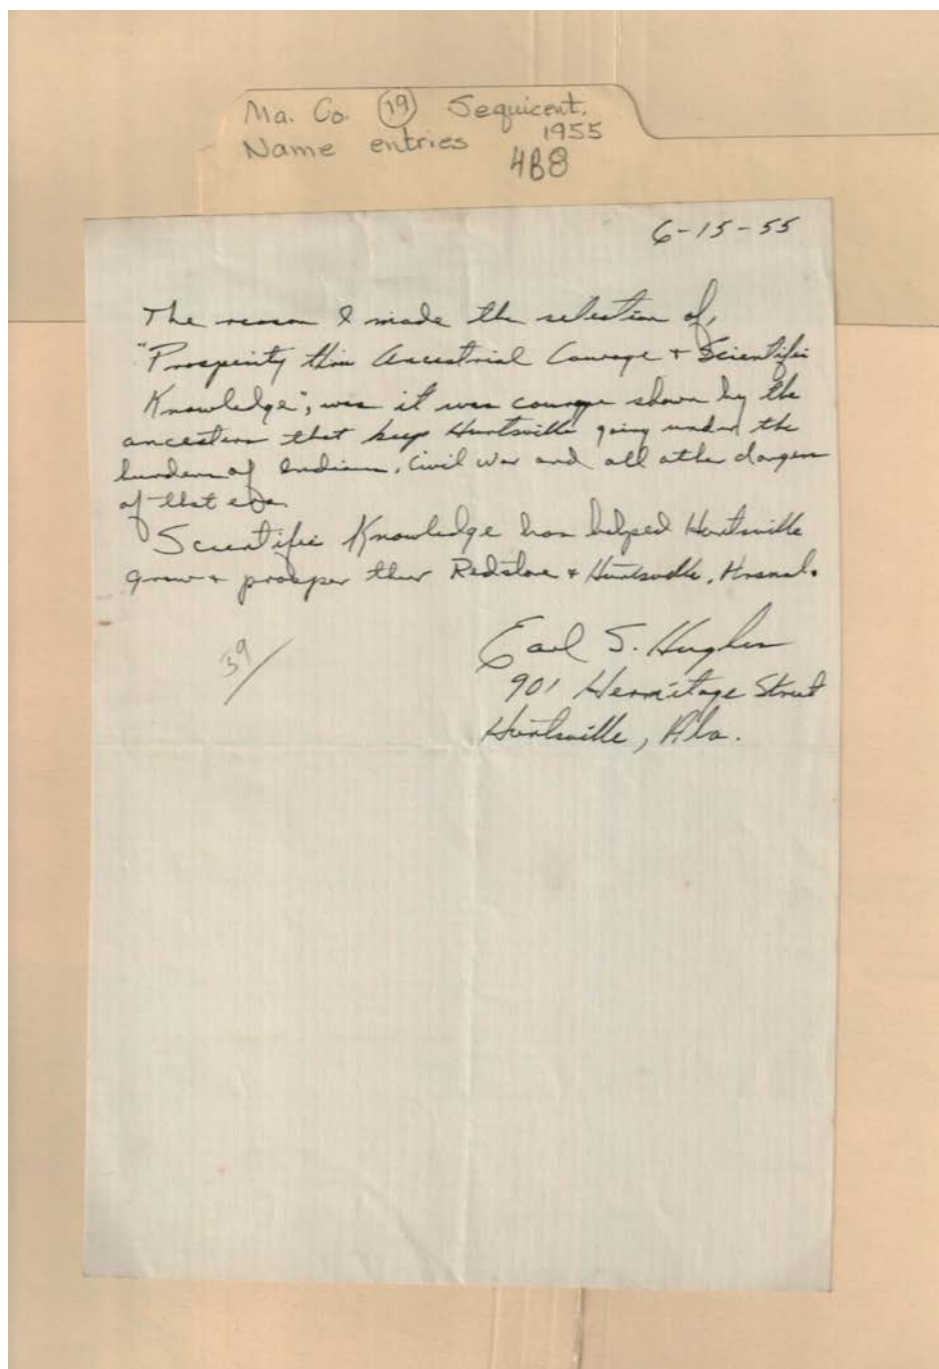 Ma. Co. 19 Sequicent.
1955
Name entries
4B8
6-15-55
The reason I made the selection of,
"Prosperity thru Ancestrial Courage + Scientific
Knowledge", was it was courage shown by the
ancestors that keep Huntsville going under the
burdens of Indians, Civil War and all other dangers
of that era.
Scientific Knowledge has helped Huntsville
grow + prosper thur Redstone + Huntsville, Arsenal.
39/
Earl S. Hughes
901 Hermitage Street
Huntsville, Ala.